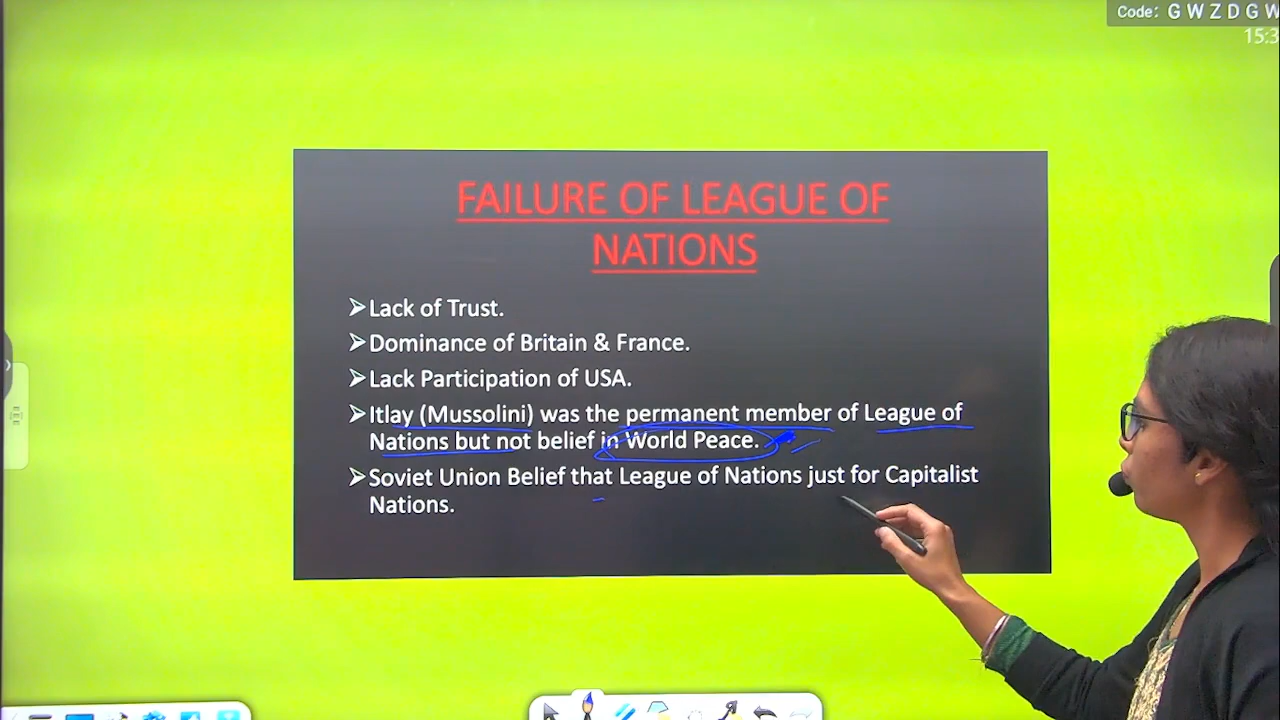 Code: G W Z D G W
15:3
FAILURE OF LEAGUE OF
NATIONS
➢Lack of Trust.
➢Dominance of Britain & France.
➢Lack Participation of USA.
➢Itlay (Mussolini) was the permanent member of League of
Nations but not belief in World Peace.
➢Soviet Union Belief that League of Nations just for Capitalist
Nations.